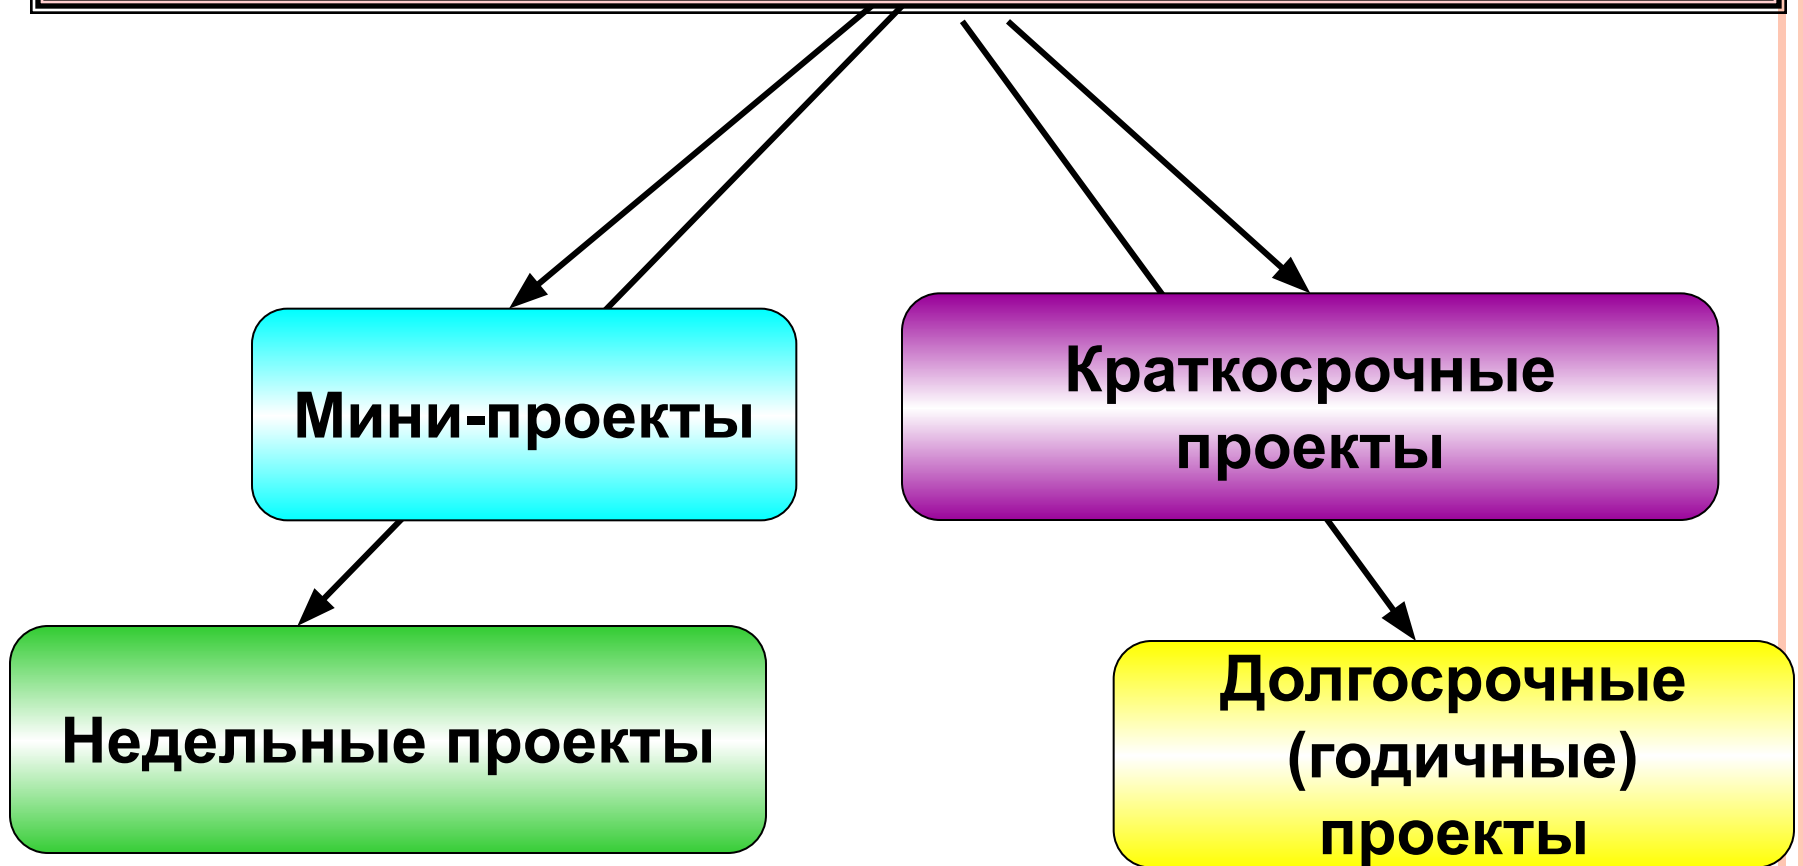 Мини-проекты
Краткосрочные
проекты
Недельные проекты
Долгосрочные
(годичные)
проекты